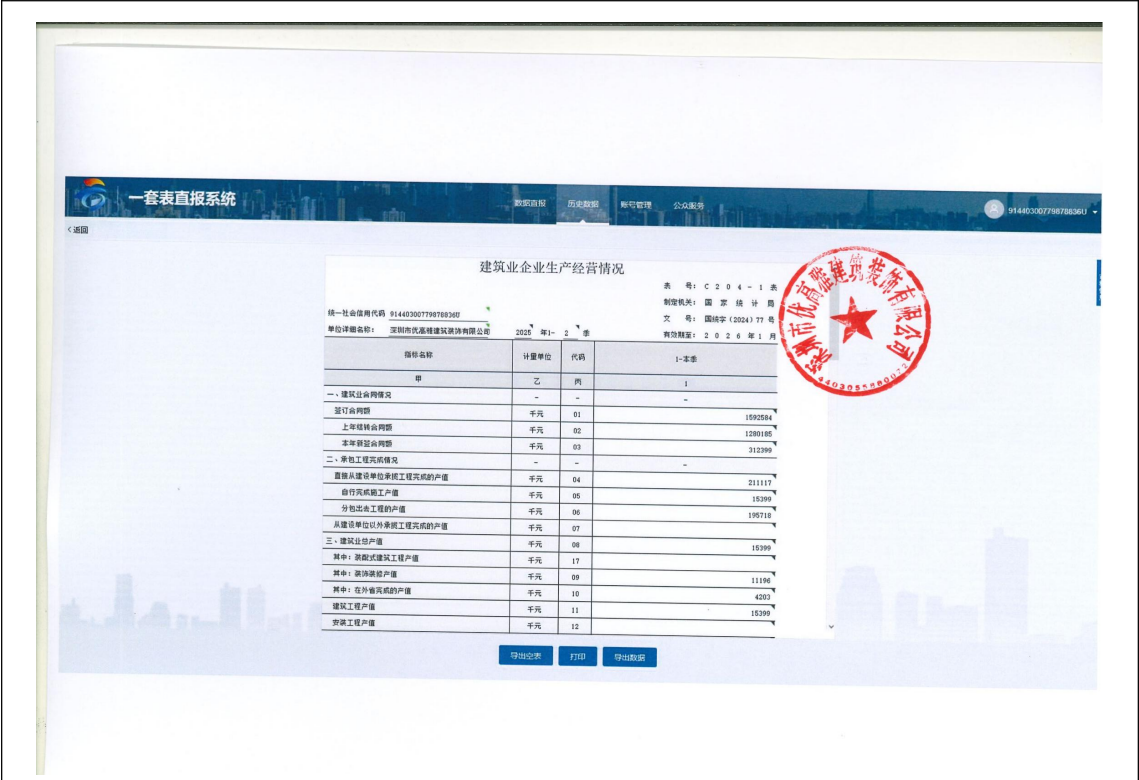 一套表直报系统
数据直报 历史数据 账号管理 公众服务
91440300779878836U
<返回
建筑业企业生产经营情况
表 号： C 2 0 4 - 1 表
制定机关： 国 家 统 计 局
文 号： 国统字（2024）77 号
有效期至： 2 0 2 6 年 1 月
统一社会信用代码 91440300779878836U
单位详细名称： 深圳市优高雅建筑装饰有限公司 2025 年1- 2 季
指标名称 计量单位 代码 1-本季
甲 乙 丙 1
一、建筑业合同情况 - - -
签订合同额 千元 01 1592584
上年结转合同额 千元 02 1280185
本年新签合同额 千元 03 312399
二、承包工程完成情况 - - -
直接从建设单位承揽工程完成的产值 千元 04 211117
自行完成施工产值 千元 05 15399
分包出去工程的产值 千元 06 195718
从建设单位以外承揽工程完成的产值 千元 07
三、建筑业总产值 千元 08 15399
其中：装配式建筑工程产值 千元 17
其中：装饰装修产值 千元 09 11196
其中：在外省完成的产值 千元 10 4203
建筑工程产值 千元 11 15399
安装工程产值 千元 12
导出空表 打印 导出数据
深圳市优高雅建筑装饰有限公司